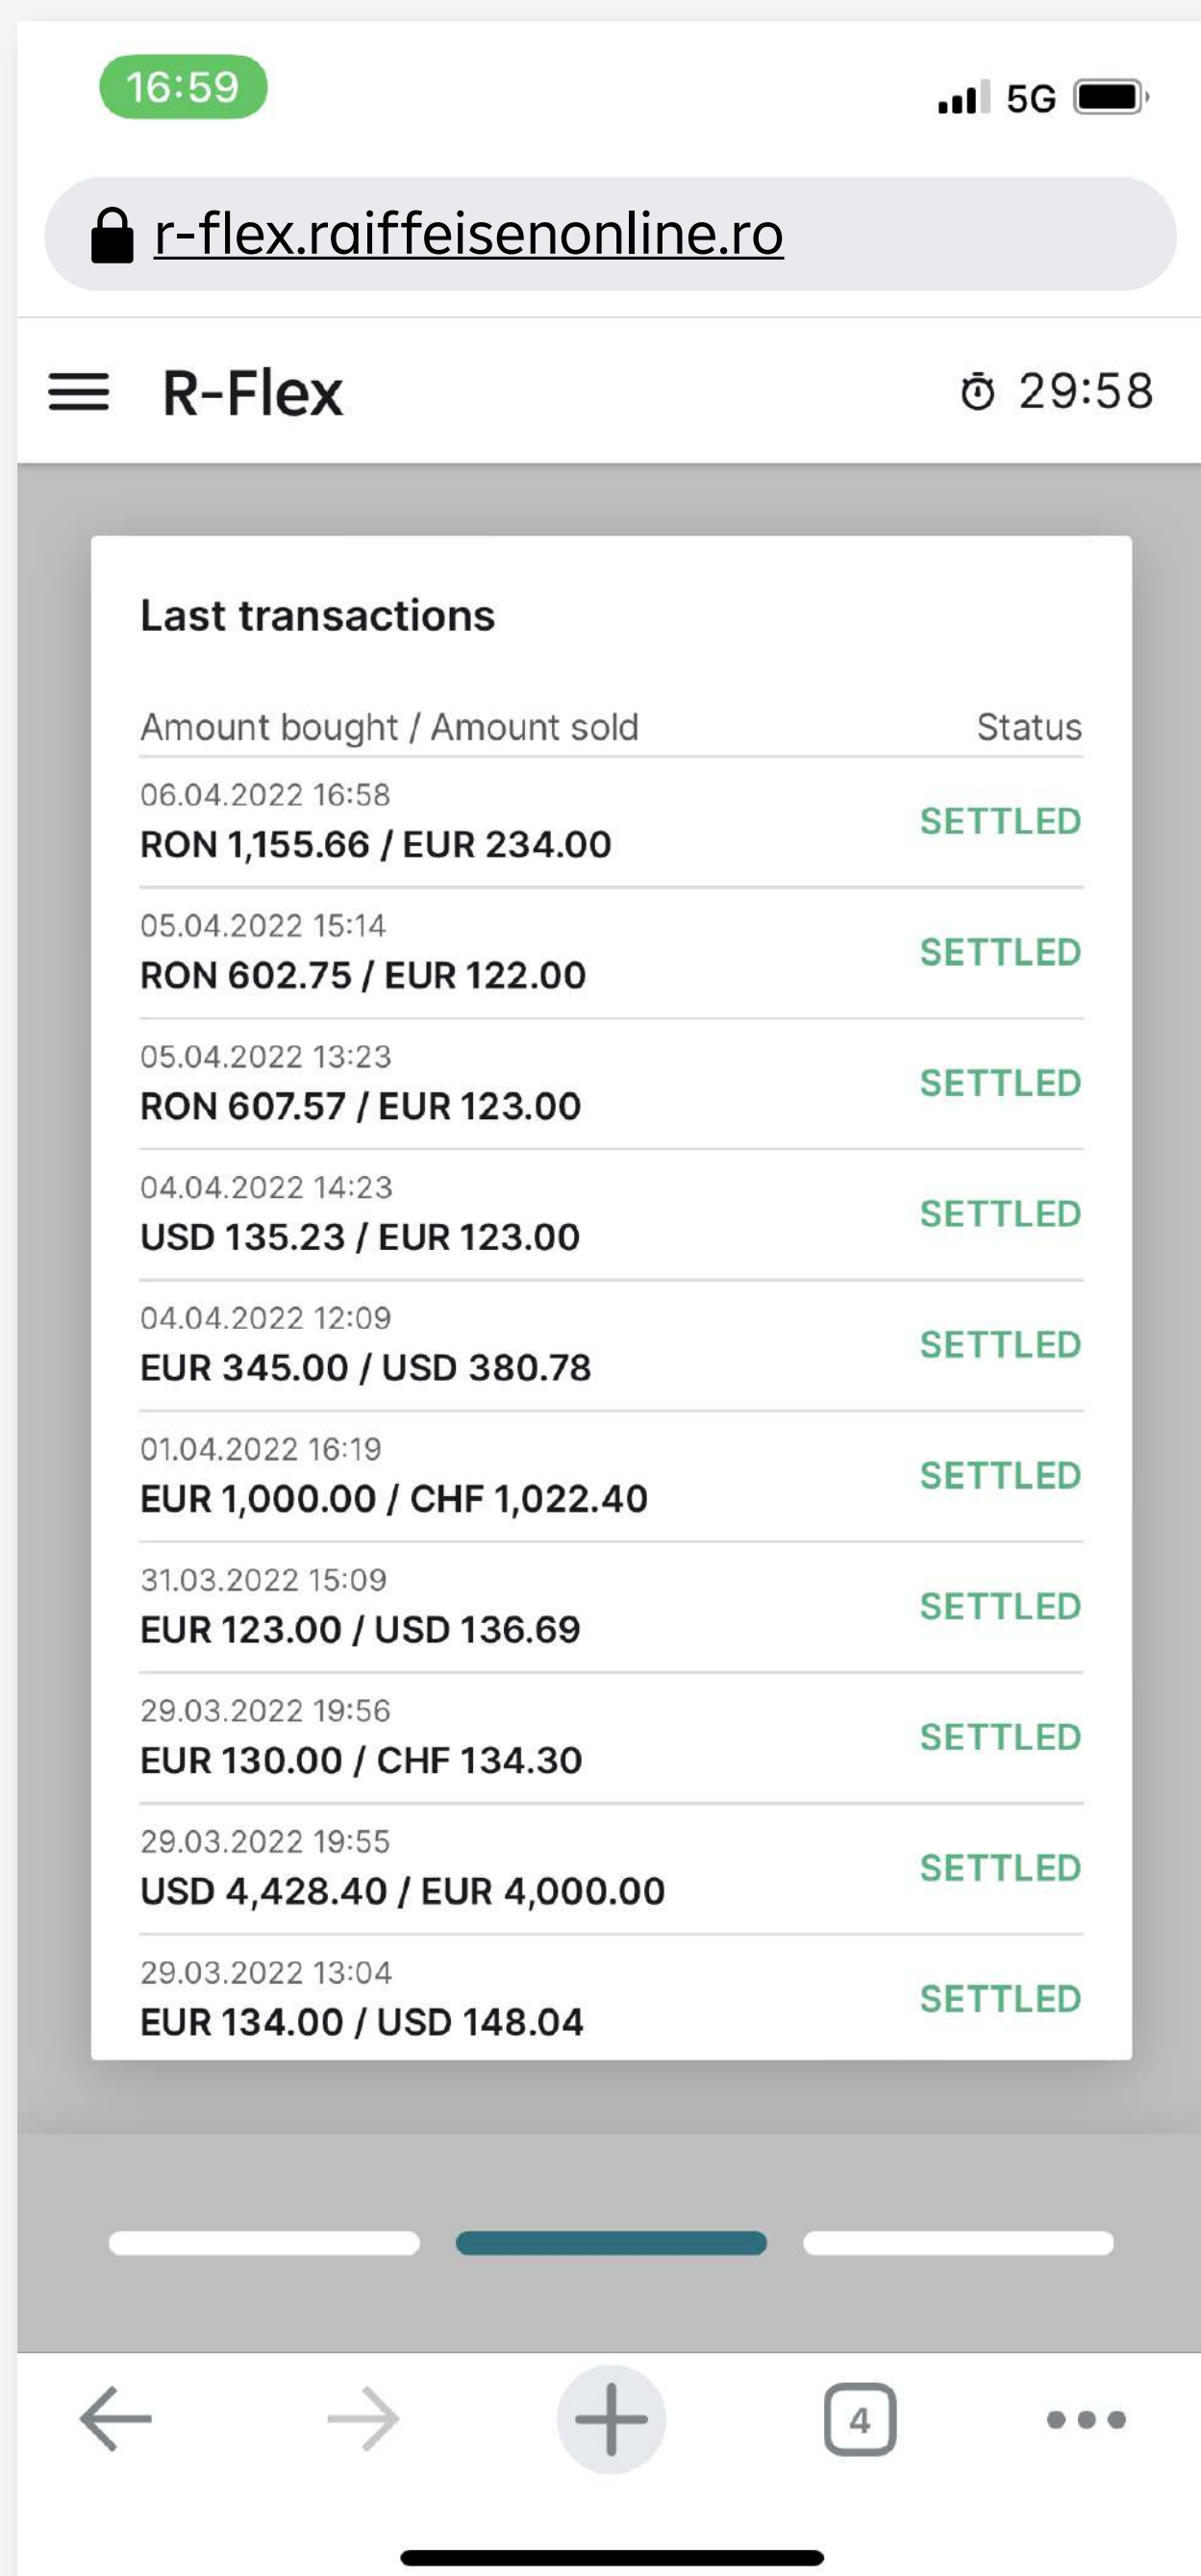 16:59
5G
r-flex.raiffeisenonline.ro
R-Flex
29:58
Last transactions
Amount bought / Amount sold Status
06.04.2022 16:58
RON 1,155.66 / EUR 234.00 SETTLED
05.04.2022 15:14
RON 602.75 / EUR 122.00 SETTLED
05.04.2022 13:23
RON 607.57 / EUR 123.00 SETTLED
04.04.2022 14:23
USD 135.23 / EUR 123.00 SETTLED
04.04.2022 12:09
EUR 345.00 / USD 380.78 SETTLED
01.04.2022 16:19
EUR 1,000.00 / CHF 1,022.40 SETTLED
31.03.2022 15:09
EUR 123.00 / USD 136.69 SETTLED
29.03.2022 19:56
EUR 130.00 / CHF 134.30 SETTLED
29.03.2022 19:55
USD 4,428.40 / EUR 4,000.00 SETTLED
29.03.2022 13:04
EUR 134.00 / USD 148.04 SETTLED
4